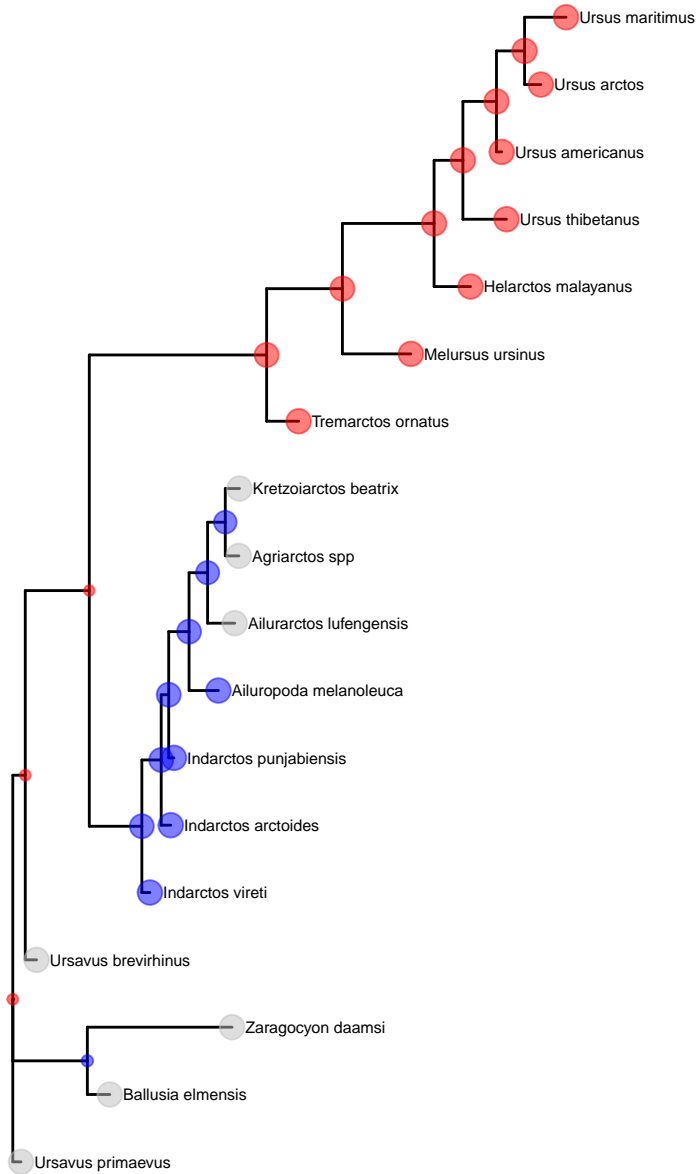 Ursus maritimus
Ursus arctos
Ursus americanus
Ursus thibetanus
Helarctos malayanus
Melursus ursinus
Tremarctos ornatus
Kretzoiarctos beatrix
Agriarctos spp
Ailurarctos lufengensis
Ailuropoda melanoleuca
Indarctos punjabiensis
Indarctos arctoides
Indarctos vireti
Ursavus brevirhinus
Zaragocyon daamsi
Ballusia elmensis
Ursavus primaevus